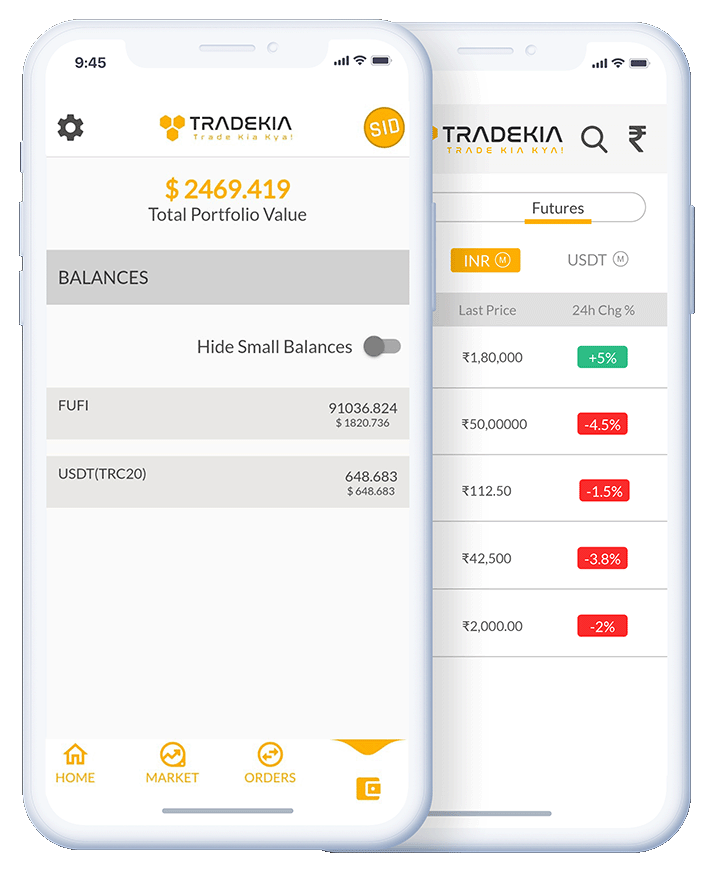 9:45
TRADEKIA
Trade Kia Kya!
SID
$ 2469.419
Total Portfolio Value
BALANCES
Hide Small Balances
FUFI
91036.824
$ 1820.736
USDT(TRC20)
648.683
$ 648.683
HOME
MARKET
ORDERS
TRADEKIA
TRADE KIA KYA!
₹
Futures
INR M
USDT M
Last Price
24h Chg %
₹1,80,000
+5%
₹50,00000
-4.5%
₹112.50
-1.5%
₹42,500
-3.8%
₹2,000.00
-2%